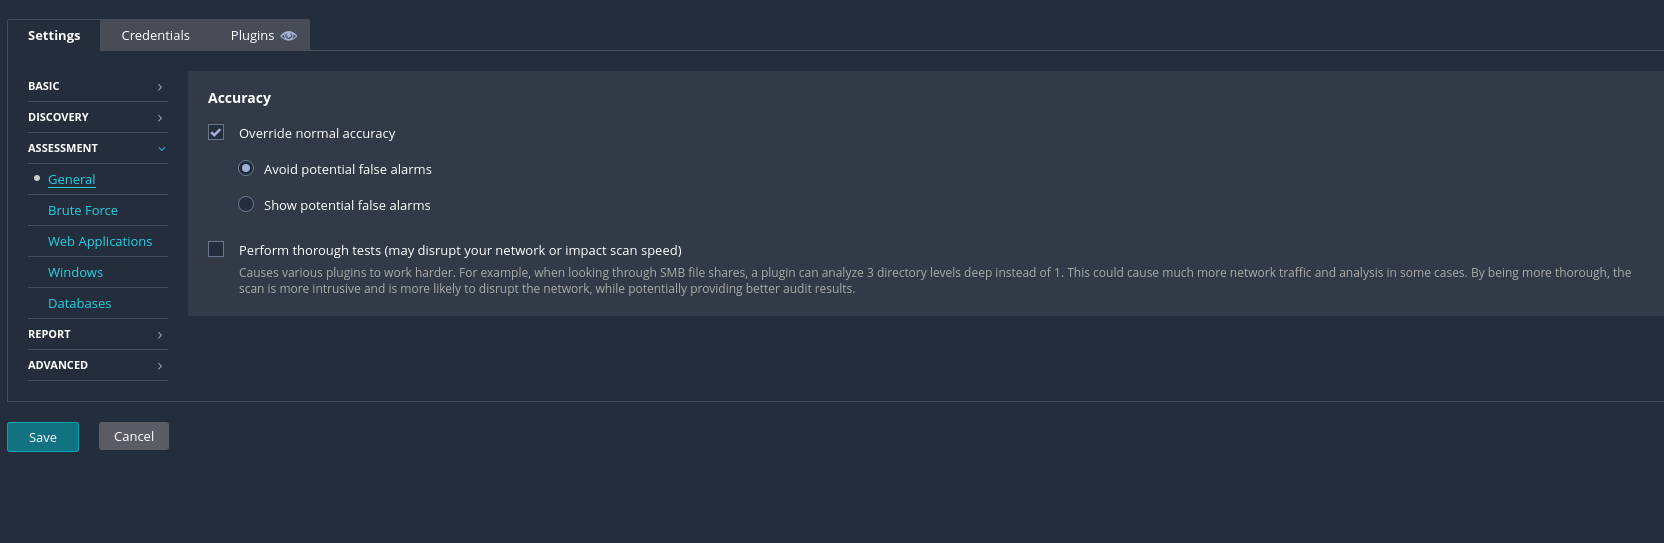 Settings
Credentials
Plugins
BASIC
DISCOVERY
ASSESSMENT
General
Brute Force
Web Applications
Windows
Databases
REPORT
ADVANCED
Accuracy
Override normal accuracy
Avoid potential false alarms
Show potential false alarms
Perform thorough tests (may disrupt your network or impact scan speed)
Causes various plugins to work harder. For example, when looking through SMB file shares, a plugin can analyze 3 directory levels deep instead of 1. This could cause much more network traffic and analysis in some cases. By being more thorough, the
scan is more intrusive and is more likely to disrupt the network, while potentially providing better audit results.
Save
Cancel